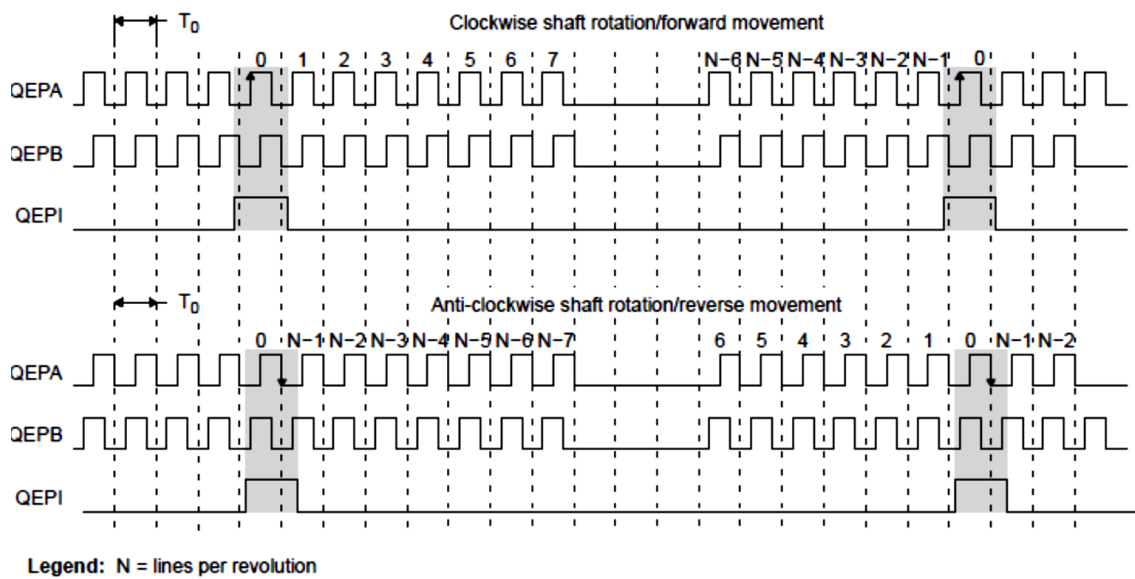 T0 Clockwise shaft rotation/forward movement
0 1 2 3 4 5 6 7 N−6 N−5 N−4 N−3 N−2 N−1 0
QEPA
QEPB
QEPI
T0 Anti-clockwise shaft rotation/reverse movement
0 N−1 N−2 N−3 N−4 N−5 N−6 N−7 6 5 4 3 2 1 0 N−1 N−2
QEPA
QEPB
QEPI
Legend: N = lines per revolution